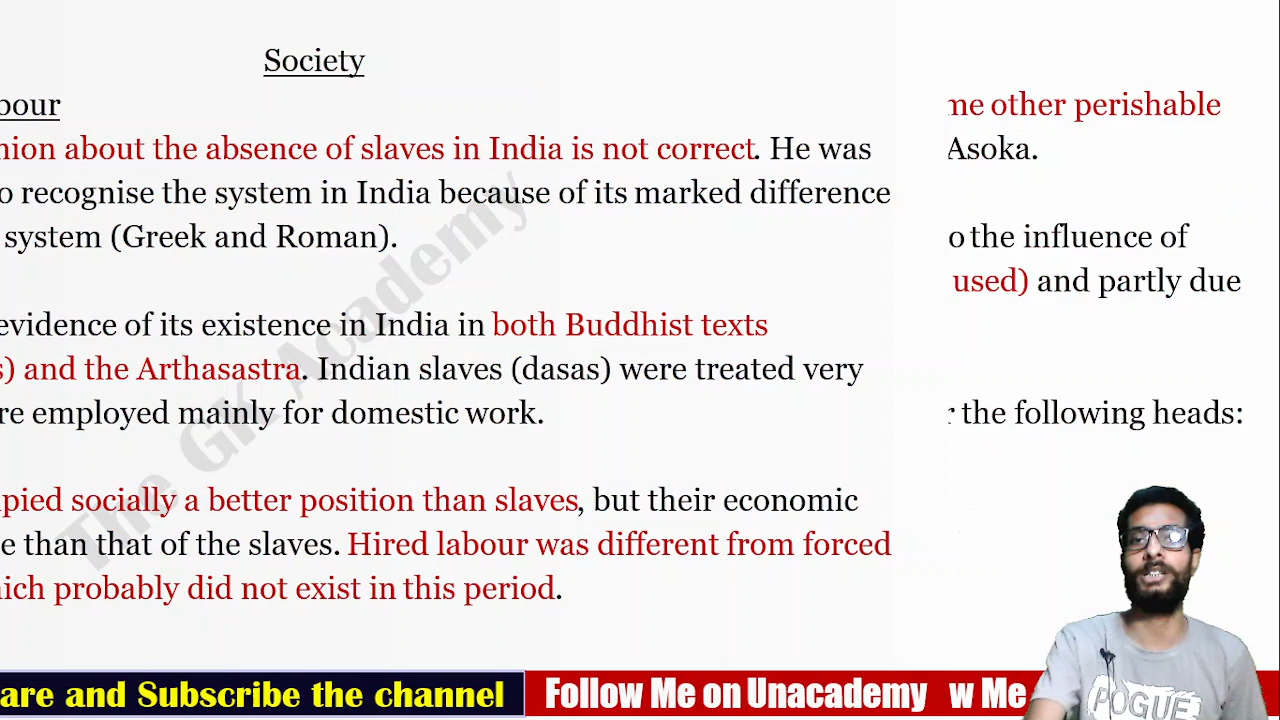 Society
bour
nion about the absence of slaves in India is not correct. He was
o recognise the system in India because of its marked difference
system (Greek and Roman).
evidence of its existence in India in both Buddhist texts
s) and the Arthasastra. Indian slaves (dasas) were treated very
re employed mainly for domestic work.
pied socially a better position than slaves, but their economic
e than that of the slaves. Hired labour was different from forced
ich probably did not exist in this period.
me other perishable
Asoka.
o the influence of
used) and partly due
r the following heads:
The GK Academy
are and Subscribe the channel
Follow Me on Unacademy w Me
POGUE